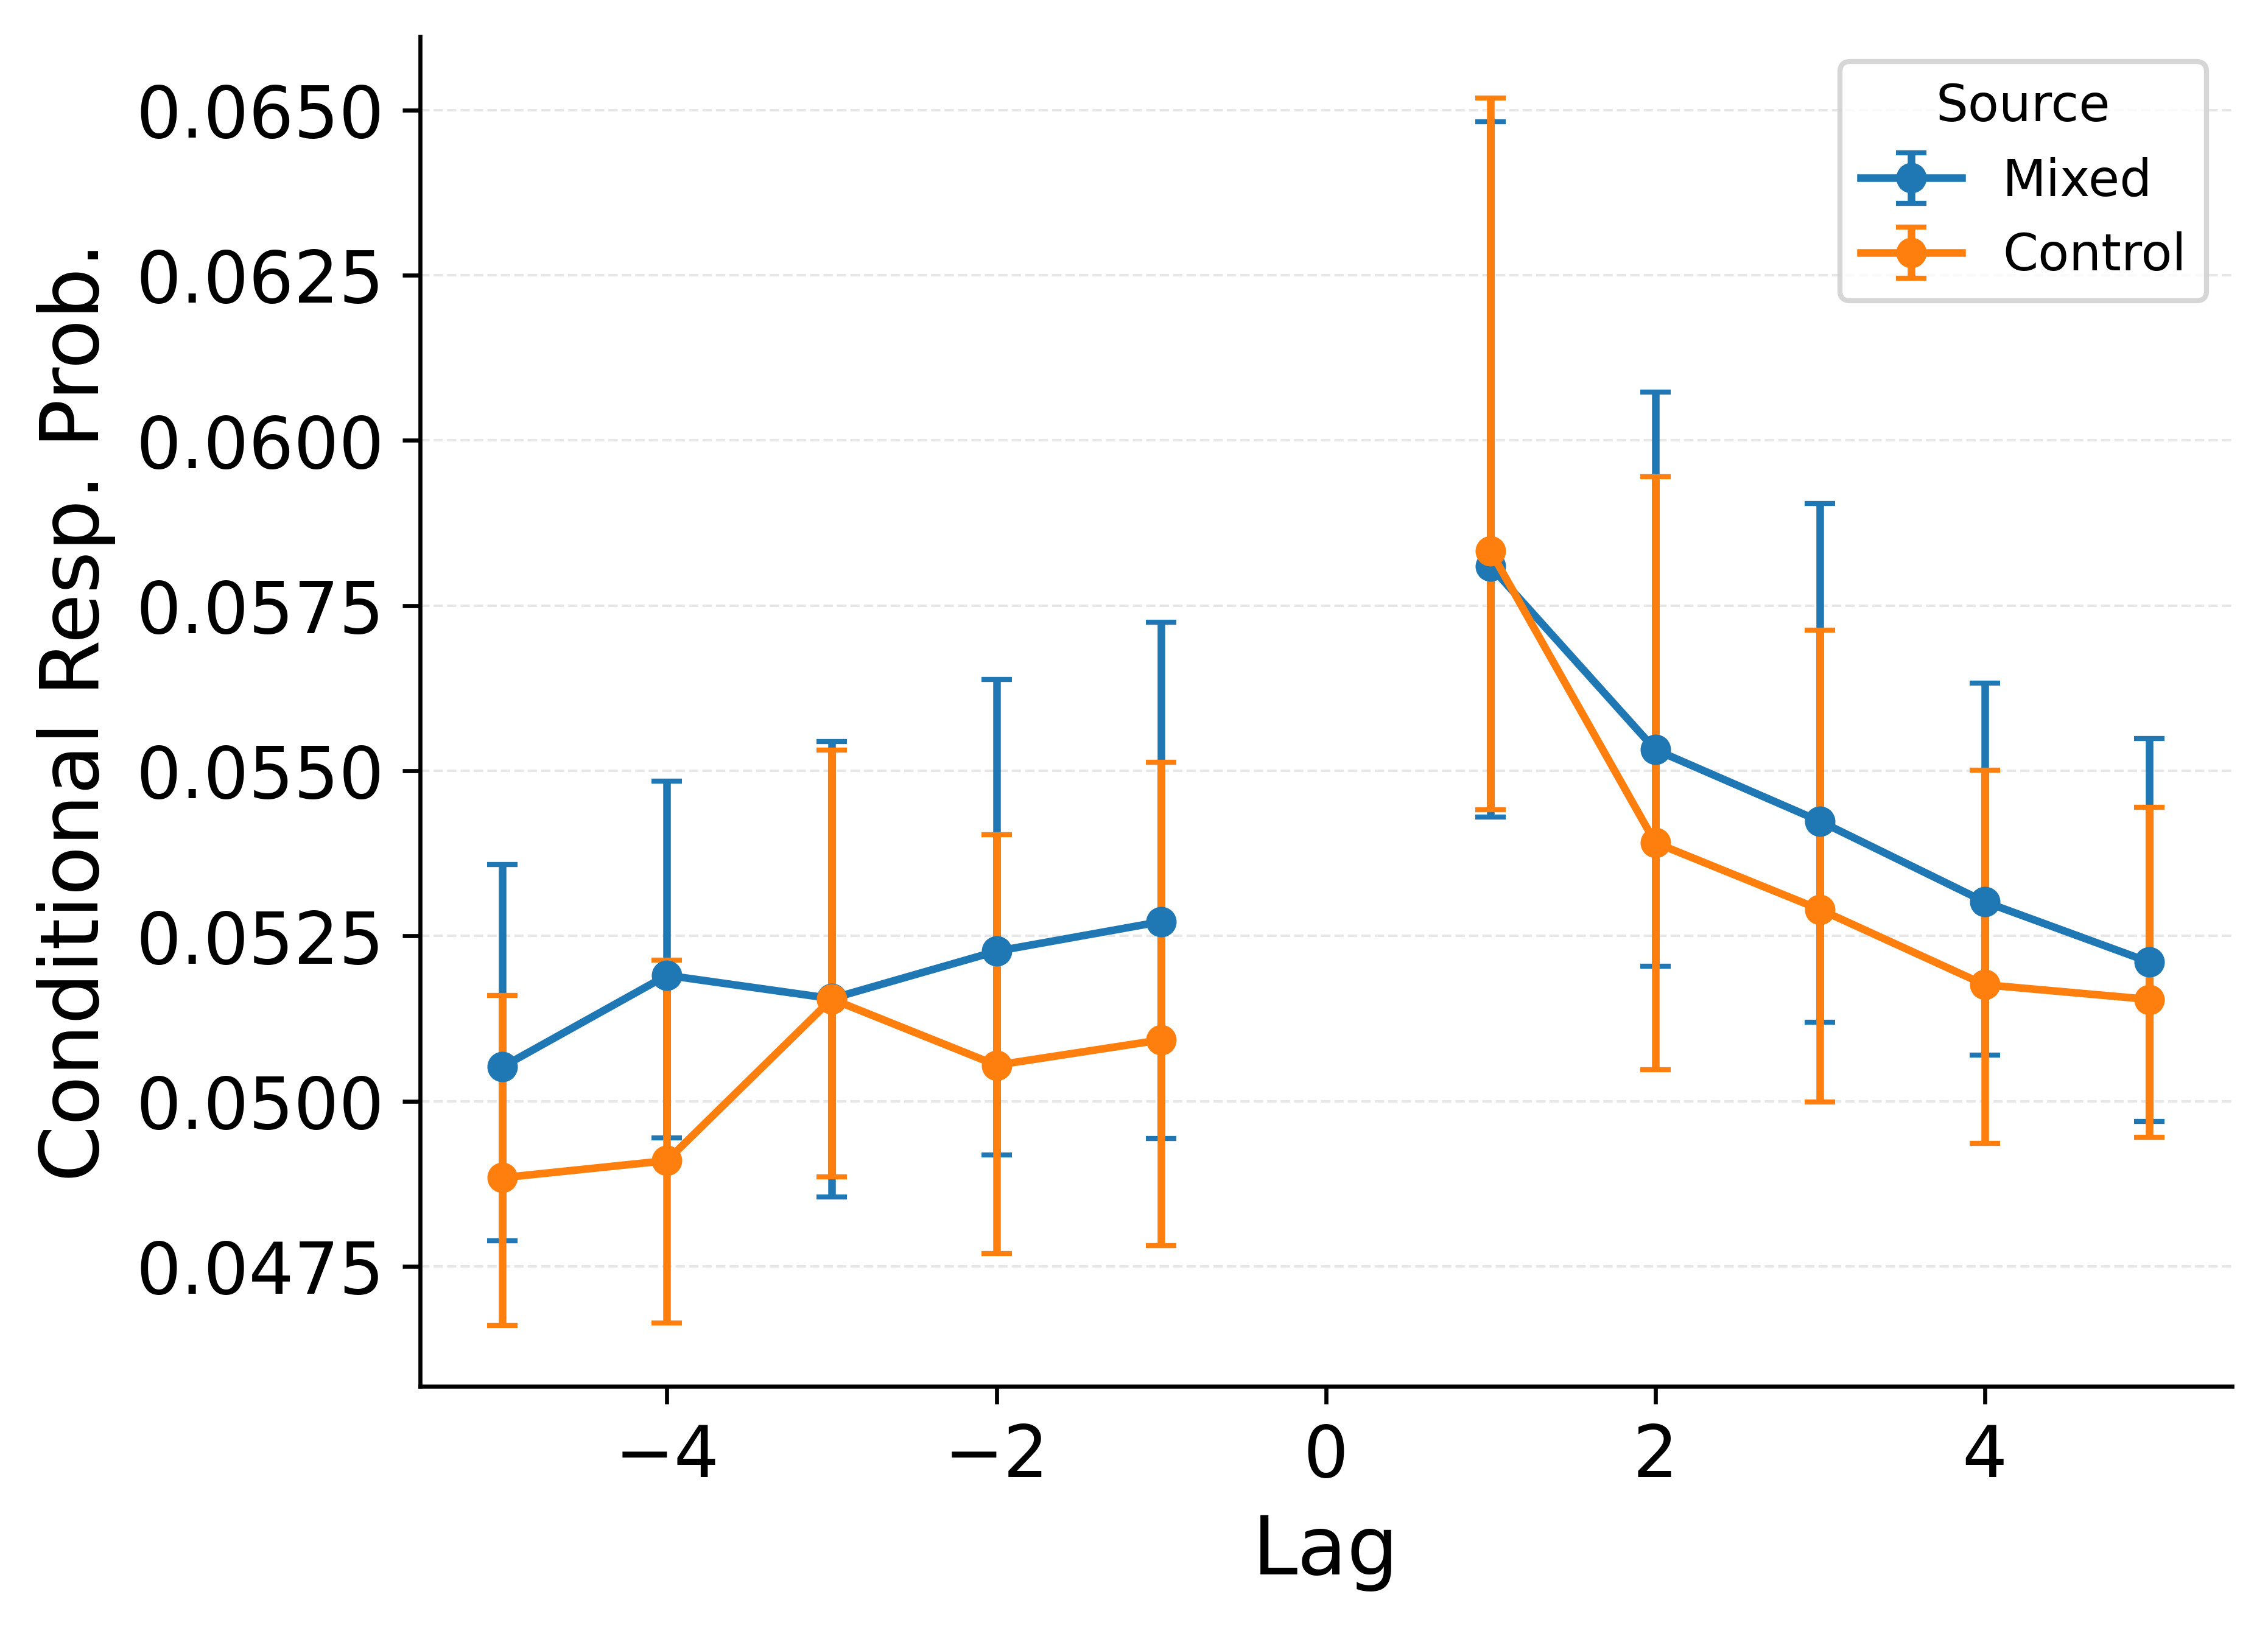 0.0650
0.0625
0.0600
0.0575
0.0550
0.0525
0.0500
0.0475
Conditional Resp. Prob.
Source
Mixed
Control
−4 −2 0 2 4
Lag